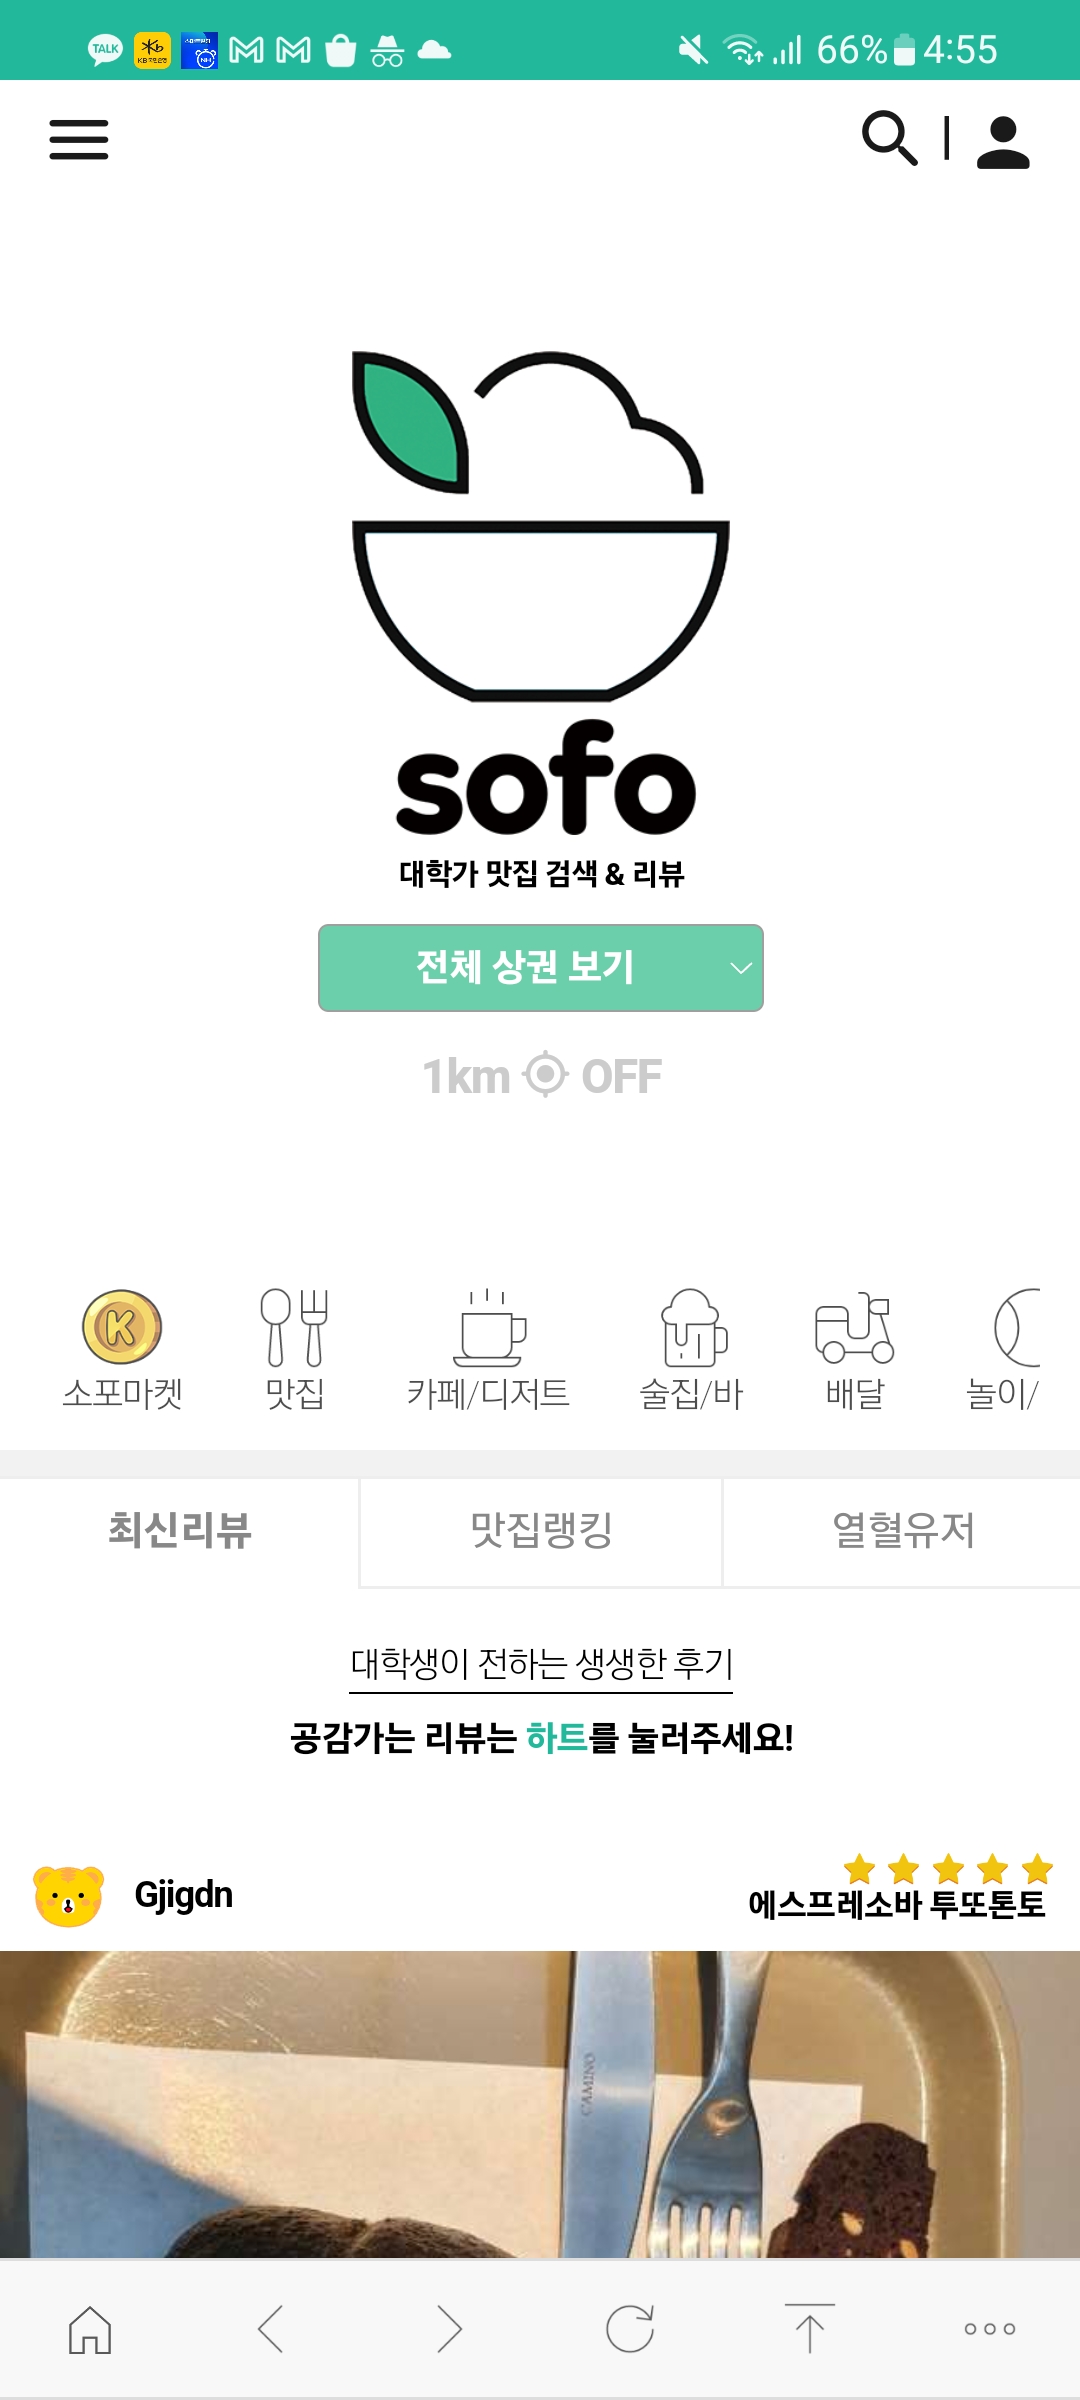 TALK
66% 4:55
sofo
대학가 맛집 검색 & 리뷰
전체 상권 보기
1km OFF
K
소포마켓 맛집 카페/디저트 술집/바 배달 놀이/
최신리뷰 맛집랭킹 열혈유저
대학생이 전하는 생생한 후기
공감가는 리뷰는 하트를 눌러주세요!
Gjigdn
에스프레소바 투또톤토
CAMINO